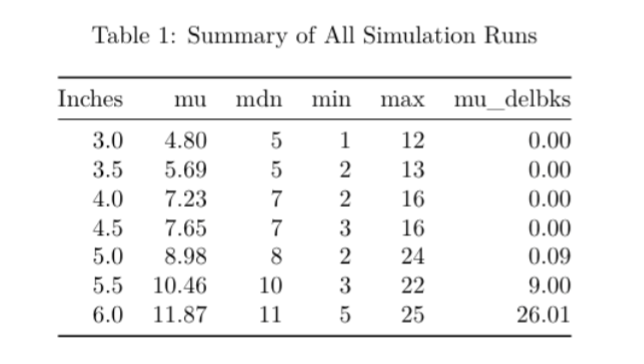 Table 1: Summary of All Simulation Runs
Inches mu mdn min max mu_delbks
3.0 4.80 5 1 12 0.00
3.5 5.69 5 2 13 0.00
4.0 7.23 7 2 16 0.00
4.5 7.65 7 3 16 0.00
5.0 8.98 8 2 24 0.09
5.5 10.46 10 3 22 9.00
6.0 11.87 11 5 25 26.01